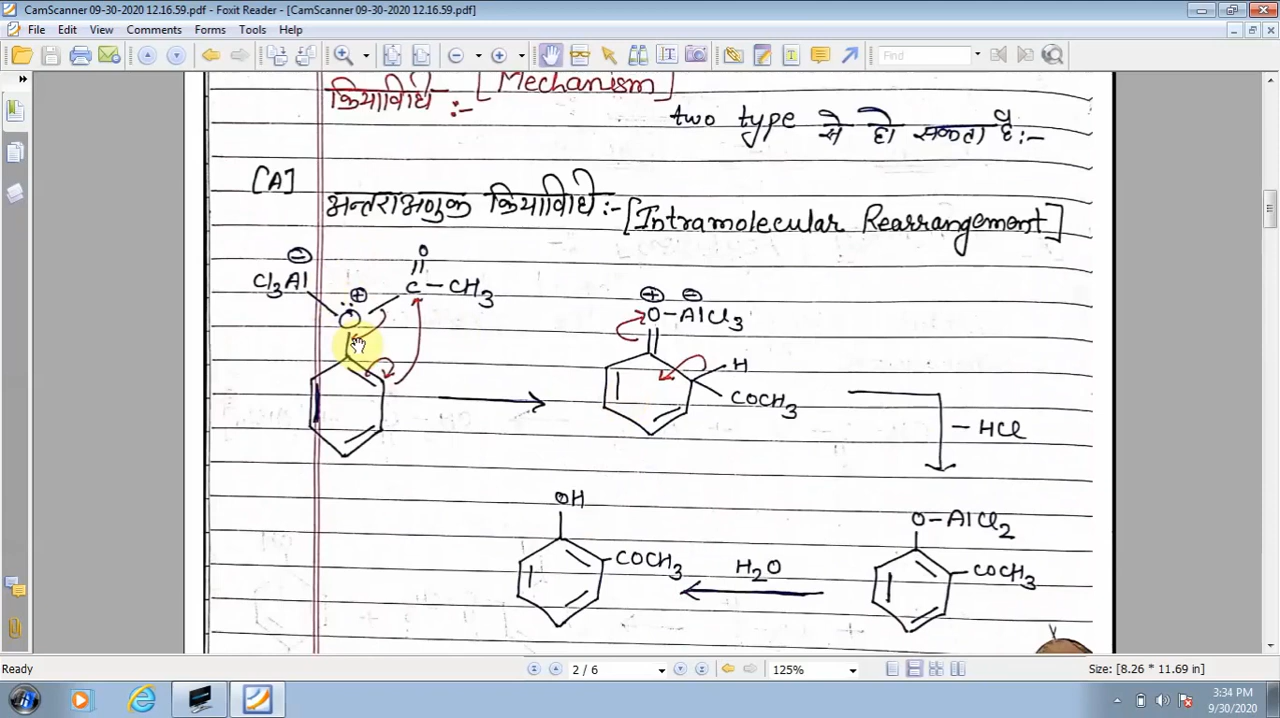 CamScanner 09-30-2020 12.16.59.pdf - Foxit Reader - [CamScanner 09-30-2020 12.16.59.pdf]
File Edit View Comments Forms Tools Help
Find
क्रियाविधि :- [Mechanism]
two type से हो सकता है:-
[A]
अन्तराअणुक क्रियाविधि:- [Intramolecular Rearrangement]
⊖ O
Cl3Al ⊕ C-CH3
O
⊕ ⊖
O-AlCl3
H
COCH3
-HCl
OH
COCH3
H2O
O-AlCl2
COCH3
Ready
2 / 6
125%
Size: [8.26 * 11.69 in]
3:34 PM
9/30/2020